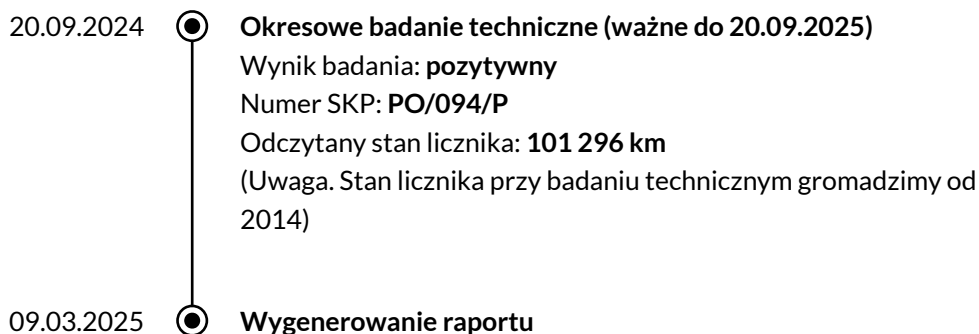 20.09.2024 Okresowe badanie techniczne (ważne do 20.09.2025)
Wynik badania: pozytywny
Numer SKP: PO/094/P
Odczytany stan licznika: 101 296 km
(Uwaga. Stan licznika przy badaniu technicznym gromadzimy od
2014)
09.03.2025 Wygenerowanie raportu